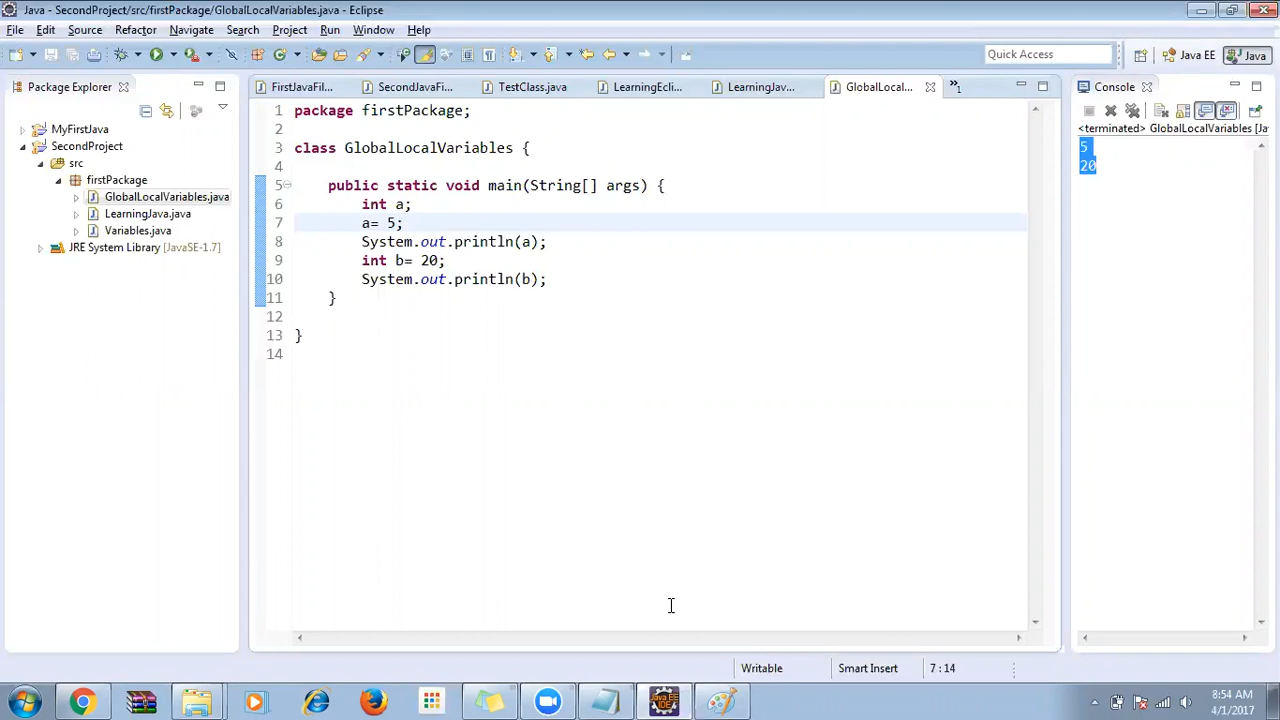 Java - SecondProject/src/firstPackage/GlobalLocalVariables.java - Eclipse
File Edit Source Refactor Navigate Search Project Run Window Help
Quick Access
Java EE
Java
Package Explorer
MyFirstJava
SecondProject
src
firstPackage
GlobalLocalVariables.java
LearningJava.java
Variables.java
JRE System Library [JavaSE-1.7]
FirstJavaFil... SecondJavaFi... TestClass.java LearningEcli... LearningJav... GlobalLocal... »1
1 package firstPackage;
2
3 class GlobalLocalVariables {
4
5 public static void main(String[] args) {
6 int a;
7 a= 5;
8 System.out.println(a);
9 int b= 20;
10 System.out.println(b);
11 }
12
13 }
14
Console
<terminated> GlobalLocalVariables [Ja
5
20
Writable Smart Insert 7 : 14
Java EE
IDE
8:54 AM
4/1/2017